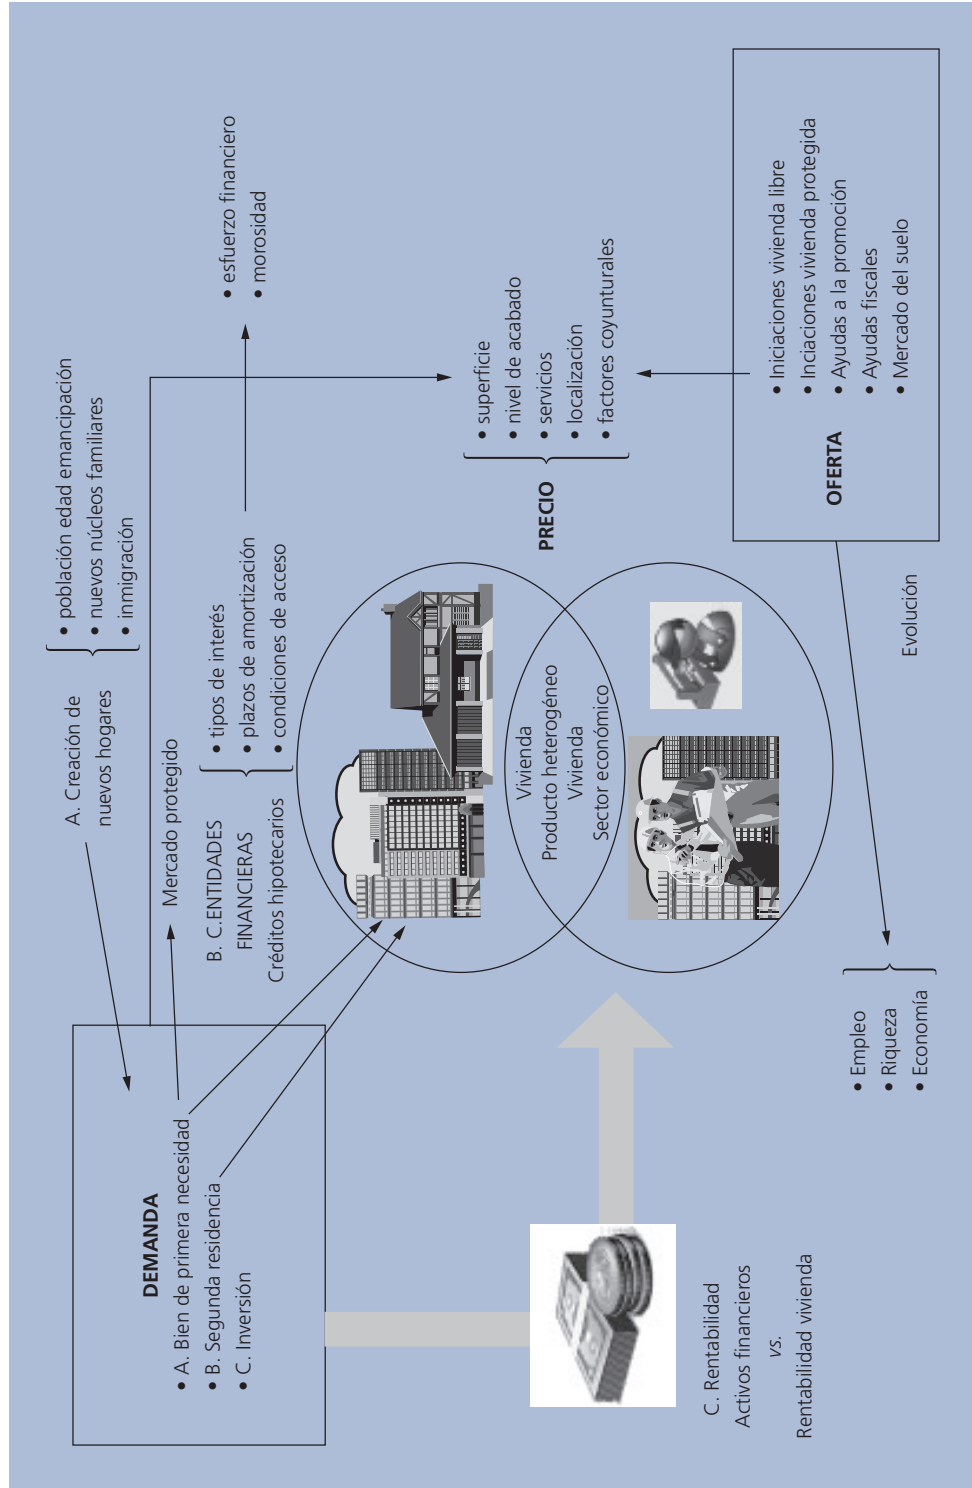 DEMANDA
• A. Bien de primera necesidad
• B. Segunda residencia
• C. Inversión
A. Creación de
nuevos hogares
• población edad emancipación
• nuevos núcleos familiares
• inmigración
Mercado protegido
B. C.ENTIDADES
FINANCIERAS
Créditos hipotecarios
• tipos de interés
• plazos de amortización
• condiciones de acceso
• esfuerzo financiero
• morosidad
Vivienda
Producto heterogéneo
Vivienda
Sector económico
PRECIO
• superficie
• nivel de acabado
• servicios
• localización
• factores coyunturales
C. Rentabilidad
Activos financieros
vs.
Rentabilidad vivienda
• Empleo
• Riqueza
• Economía
Evolución
OFERTA
• Iniciaciones vivienda libre
• Inciaciones vivienda protegida
• Ayudas a la promoción
• Ayudas fiscales
• Mercado del suelo